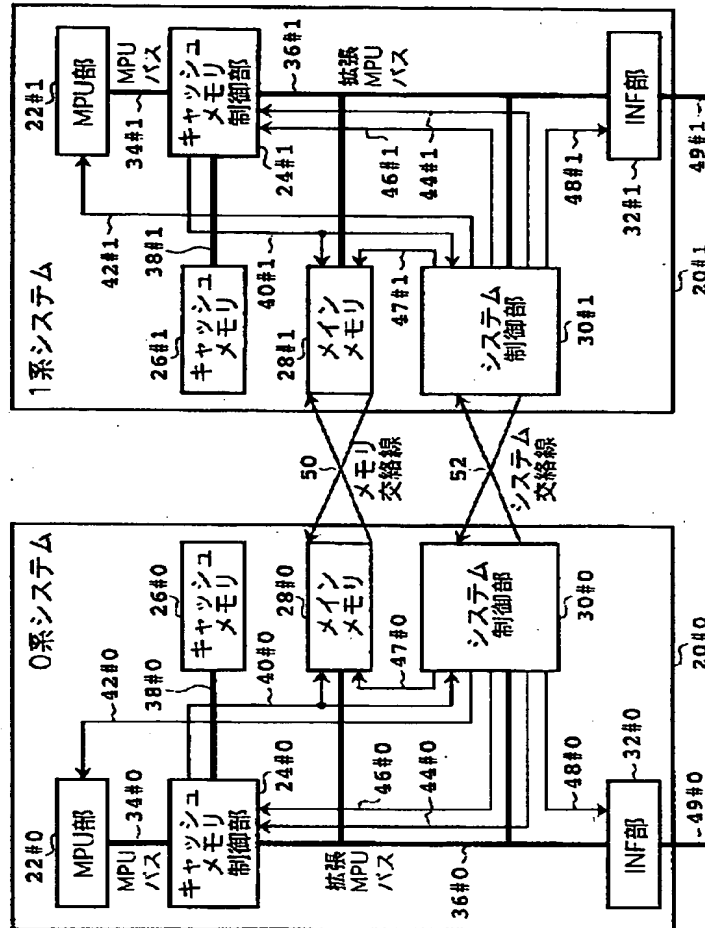 0系システム
22#0
MPU部
42#0
MPUバス
34#0
キャッシュ
メモリ
制御部
24#0
38#0
キャッシュ
メモリ
26#0
40#0
拡張
MPU
バス
46#0
44#0
メイン
メモリ
28#0
47#0
36#0
システム
制御部
30#0
48#0
INF部
32#0
49#0
20#0
50
メモリ
交絡線
52
システム
交絡線
1系システム
22#1
MPU部
42#1
MPU
バス
34#1
キャッシュ
メモリ
制御部
24#1
38#1
キャッシュ
メモリ
26#1
40#1
36#1
拡張
MPU
バス
46#1
44#1
メイン
メモリ
28#1
47#1
システム
制御部
30#1
48#1
INF部
32#1
49#1
20#1